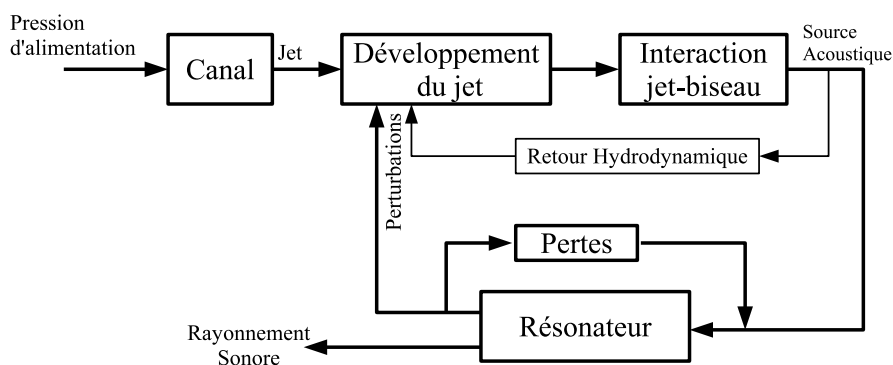 Pression
d'alimentation
Canal
Jet
Développement
du jet
Interaction
jet-biseau
Source
Acoustique
Retour Hydrodynamique
Perturbations
Pertes
Résonateur
Rayonnement
Sonore